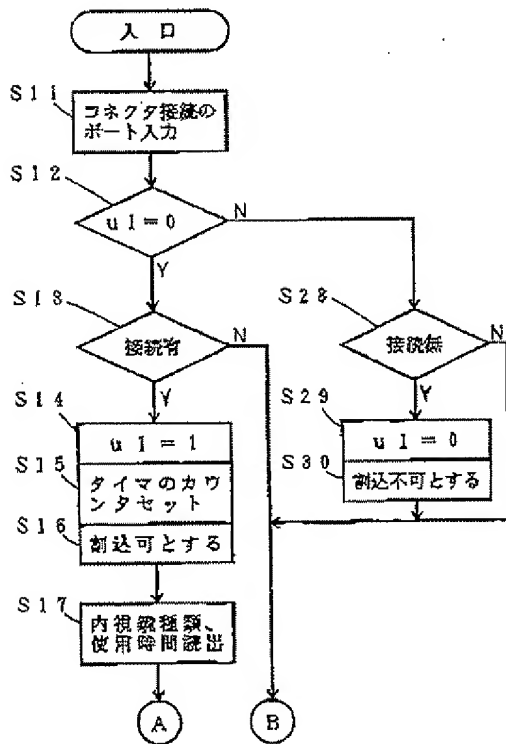 入口
S11
コネクタ接続の
ポート入力
S12
uI=0
N
Y
S13
接続有
N
Y
S14
uI=1
S15
タイマのカウ
ンタセット
S16
割込可とする
S17
内視鏡種類、
使用時間読出
A
B
S28
接続無
N
Y
S29
uI=0
S30
割込不可とする